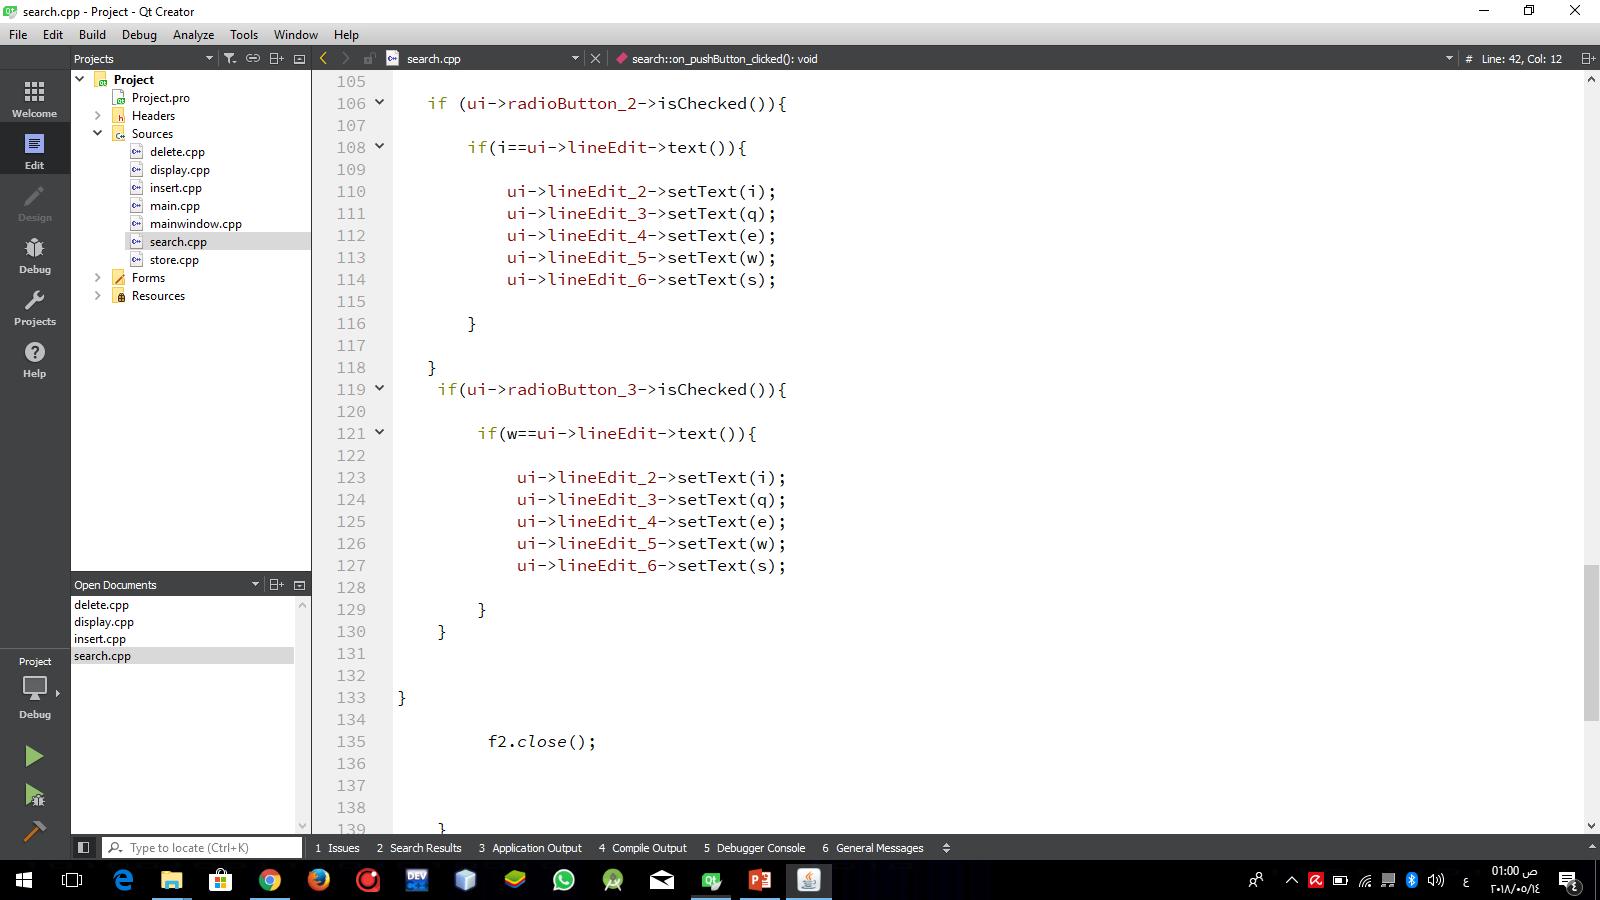 search.cpp - Project - Qt Creator
File Edit Build Debug Analyze Tools Window Help
Projects
search.cpp
search::on_pushButton_clicked(): void
# Line: 42, Col: 12
Welcome
Edit
Design
Debug
Projects
Help
Project
Project.pro
Headers
Sources
delete.cpp
display.cpp
insert.cpp
main.cpp
mainwindow.cpp
search.cpp
store.cpp
Forms
Resources
Open Documents
delete.cpp
display.cpp
insert.cpp
search.cpp
Project
Debug
105
106 if (ui->radioButton_2->isChecked()){
107
108 if(i==ui->lineEdit->text()){
109
110 ui->lineEdit_2->setText(i);
111 ui->lineEdit_3->setText(q);
112 ui->lineEdit_4->setText(e);
113 ui->lineEdit_5->setText(w);
114 ui->lineEdit_6->setText(s);
115
116 }
117
118 }
119 if(ui->radioButton_3->isChecked()){
120
121 if(w==ui->lineEdit->text()){
122
123 ui->lineEdit_2->setText(i);
124 ui->lineEdit_3->setText(q);
125 ui->lineEdit_4->setText(e);
126 ui->lineEdit_5->setText(w);
127 ui->lineEdit_6->setText(s);
128
129 }
130 }
131
132
133 }
134
135 f2.close();
136
137
138
139 }
Type to locate (Ctrl+K)
1 Issues 2 Search Results 3 Application Output 4 Compile Output 5 Debugger Console 6 General Messages
DEV
ع
01:00 ص
٢٠١٨/٠٥/١٤
٤